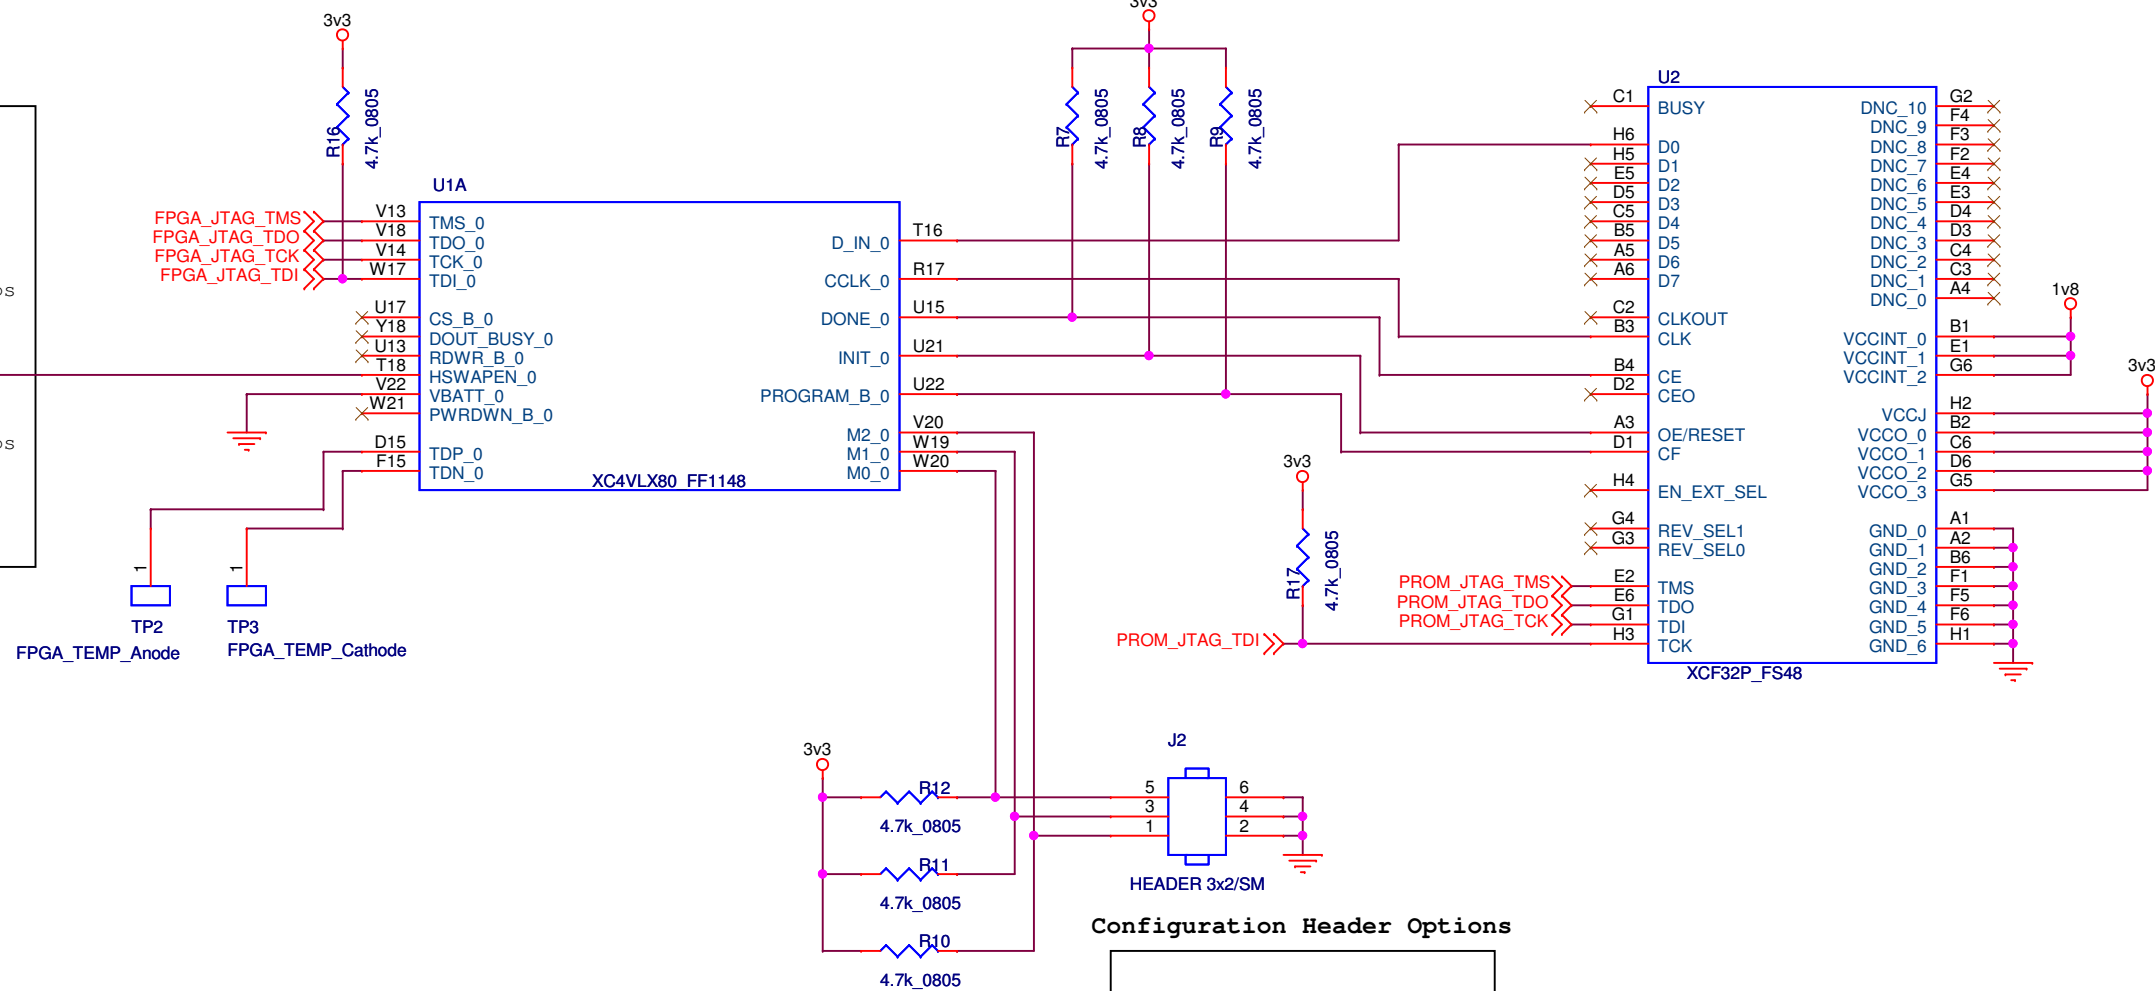 3v3
R16
4.7k_0805
3v3
R7
4.7k_0805
R8
4.7k_0805
R9
4.7k_0805
U1A
FPGA_JTAG_TMS
FPGA_JTAG_TDO
FPGA_JTAG_TCK
FPGA_JTAG_TDI
V13 TMS_0
V18 TDO_0
V14 TCK_0
W17 TDI_0
U17 CS_B_0
Y18 DOUT_BUSY_0
U13 RDWR_B_0
T18 HSWAPEN_0
V22 VBATT_0
W21 PWRDWN_B_0
D15 TDP_0
F15 TDN_0
D_IN_0 T16
CCLK_0 R17
DONE_0 U15
INIT_0 U21
PROGRAM_B_0 U22
M2_0 V20
M1_0 W19
M0_0 W20
XC4VLX80_FF1148
1
TP2
FPGA_TEMP_Anode
1
TP3
FPGA_TEMP_Cathode
U2
C1 BUSY
H6 D0
H5 D1
E5 D2
D5 D3
C5 D4
B5 D5
A5 D6
A6 D7
C2 CLKOUT
B3 CLK
B4 CE
D2 CEO
A3 OE/RESET
D1 CF
H4 EN_EXT_SEL
G4 REV_SEL1
G3 REV_SEL0
E2 TMS
E6 TDO
G1 TDI
H3 TCK
DNC_10 G2
DNC_9 F4
DNC_8 F3
DNC_7 F2
DNC_6 E4
DNC_5 E3
DNC_4 D4
DNC_3 D3
DNC_2 C4
DNC_1 C3
DNC_0 A4
VCCINT_0 B1
VCCINT_1 E1
VCCINT_2 G6
VCCJ H2
VCCO_0 B2
VCCO_1 C6
VCCO_2 D6
VCCO_3 G5
GND_0 A1
GND_1 A2
GND_2 B6
GND_3 F1
GND_4 F5
GND_5 F6
GND_6 H1
XCF32P_FS48
1v8
3v3
3v3
R17
4.7k_0805
PROM_JTAG_TMS
PROM_JTAG_TDO
PROM_JTAG_TCK
PROM_JTAG_TDI
3v3
R12
4.7k_0805
R11
4.7k_0805
R10
4.7k_0805
J2
5 6
3 4
1 2
HEADER 3x2/SM
Configuration Header Options